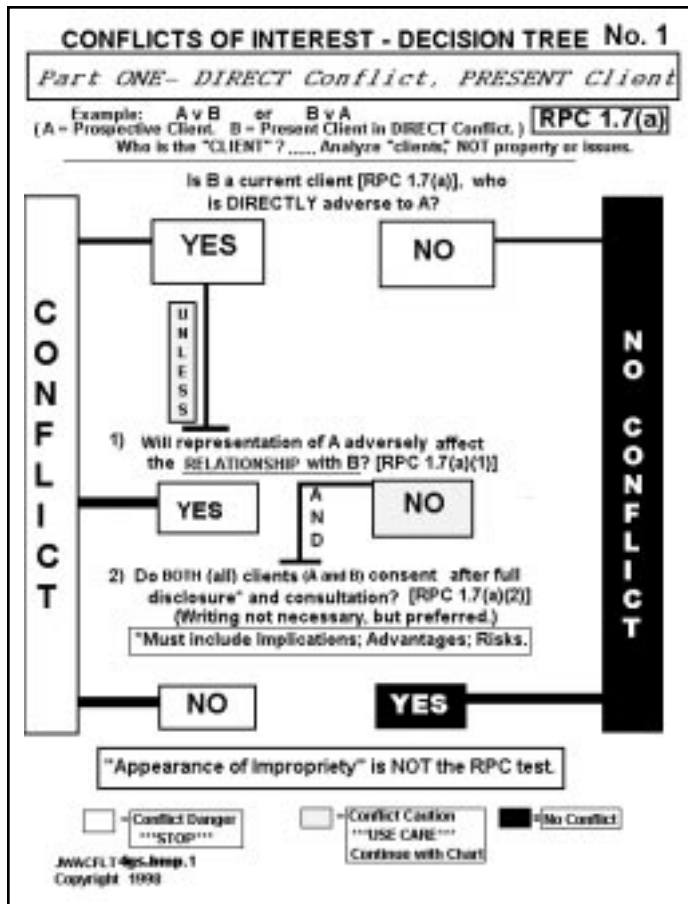 CONFLICTS OF INTEREST - DECISION TREE No. 1
Part ONE- DIRECT Conflict, PRESENT Client
Example: A v B or B v A
( A = Prospective Client. B = Present Client in DIRECT Conflict. )
RPC 1.7(a)
Who is the "CLIENT" ? ..... Analyze "clients," NOT property or issues.
Is B a current client [RPC 1.7(a)], who
is DIRECTLY adverse to A?
YES
NO
CONFLICT
UNLESS
NO CONFLICT
1) Will representation of A adversely affect
the RELATIONSHIP with B? [RPC 1.7(a)(1)]
YES
AND
NO
2) Do BOTH (all) clients (A and B) consent after full
disclosure* and consultation? [RPC 1.7(a)(2)]
(Writing not necessary, but preferred.)
*Must include Implications; Advantages; Risks.
NO
YES
"Appearance of Impropriety" is NOT the RPC test.
= Conflict Danger
***STOP***
= Conflict Caution
***USE CARE***
Continue with Chart
= No Conflict
Copyright 1998